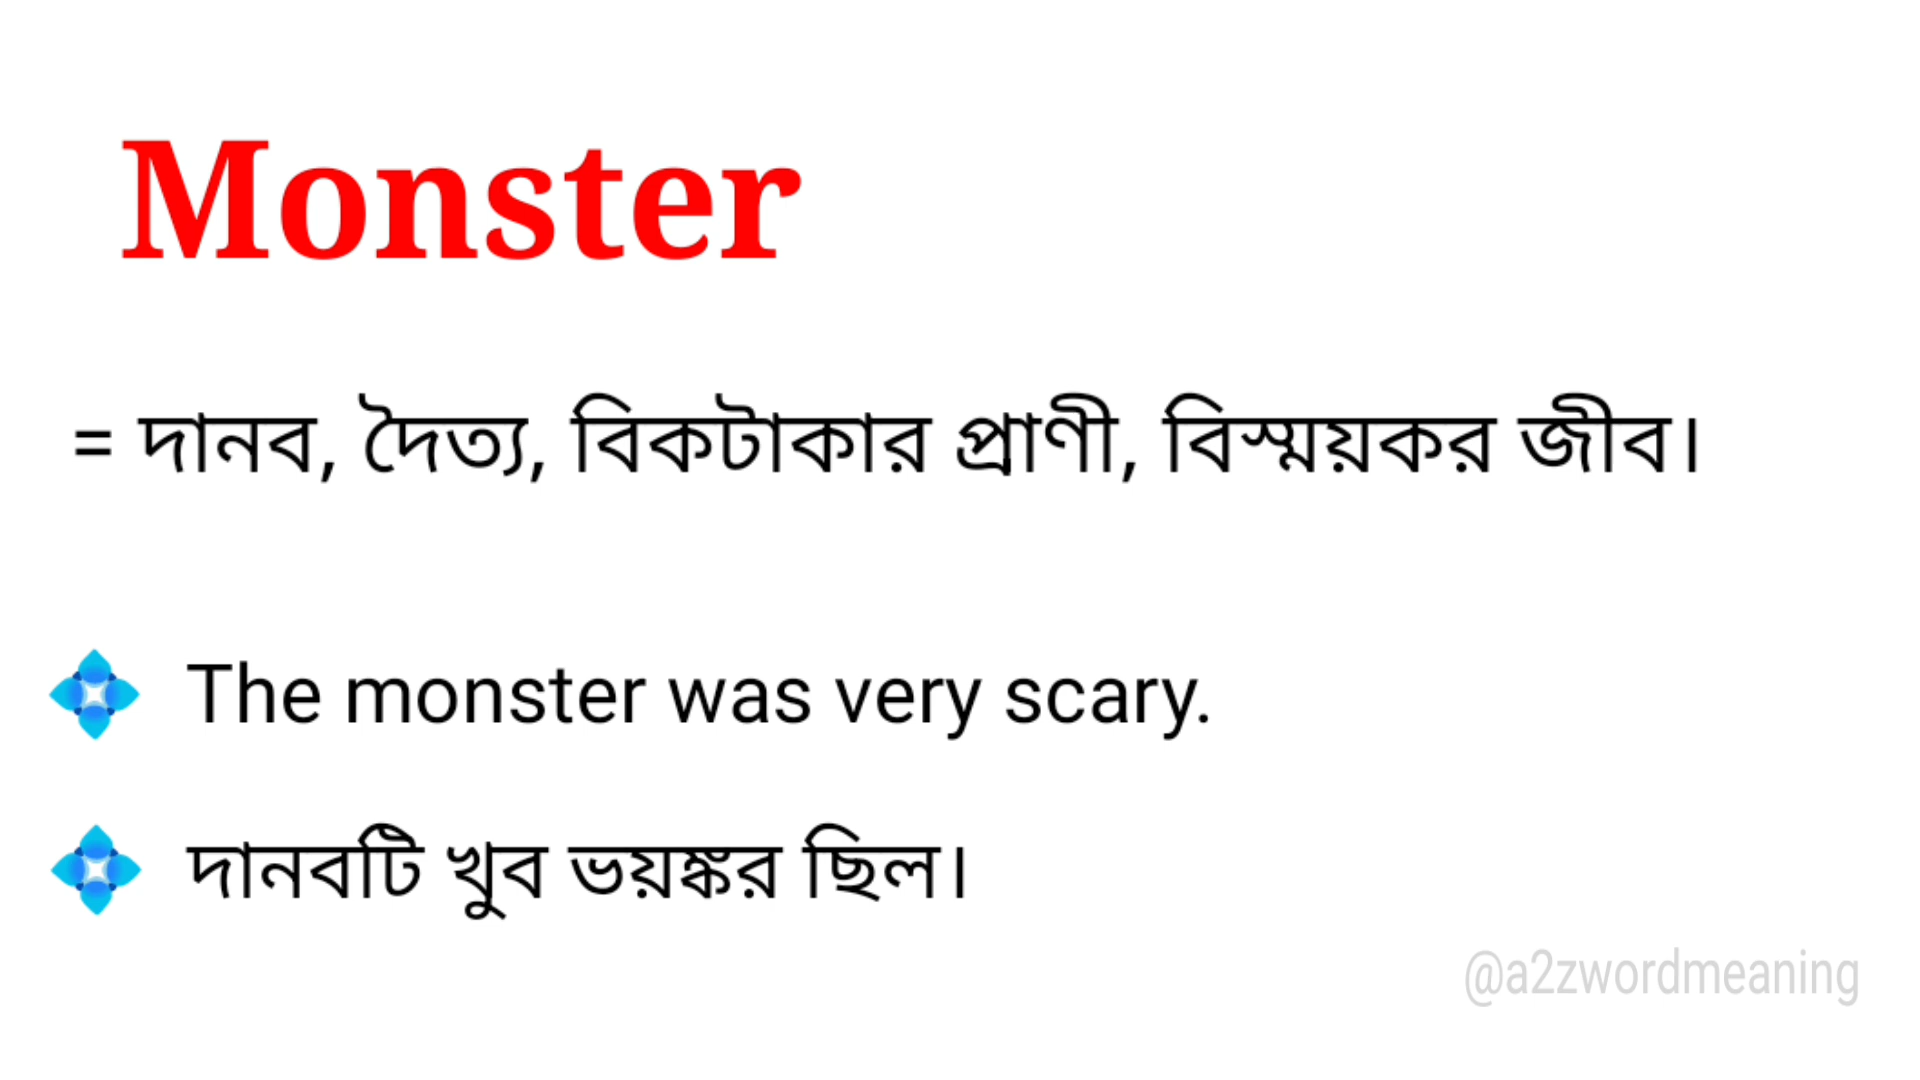 Monster
= দানব, দৈত্য, বিকটাকার প্রাণী, বিস্ময়কর জীব।
The monster was very scary.
দানবটি খুব ভয়ঙ্কর ছিল।
@a2zwordmeaning